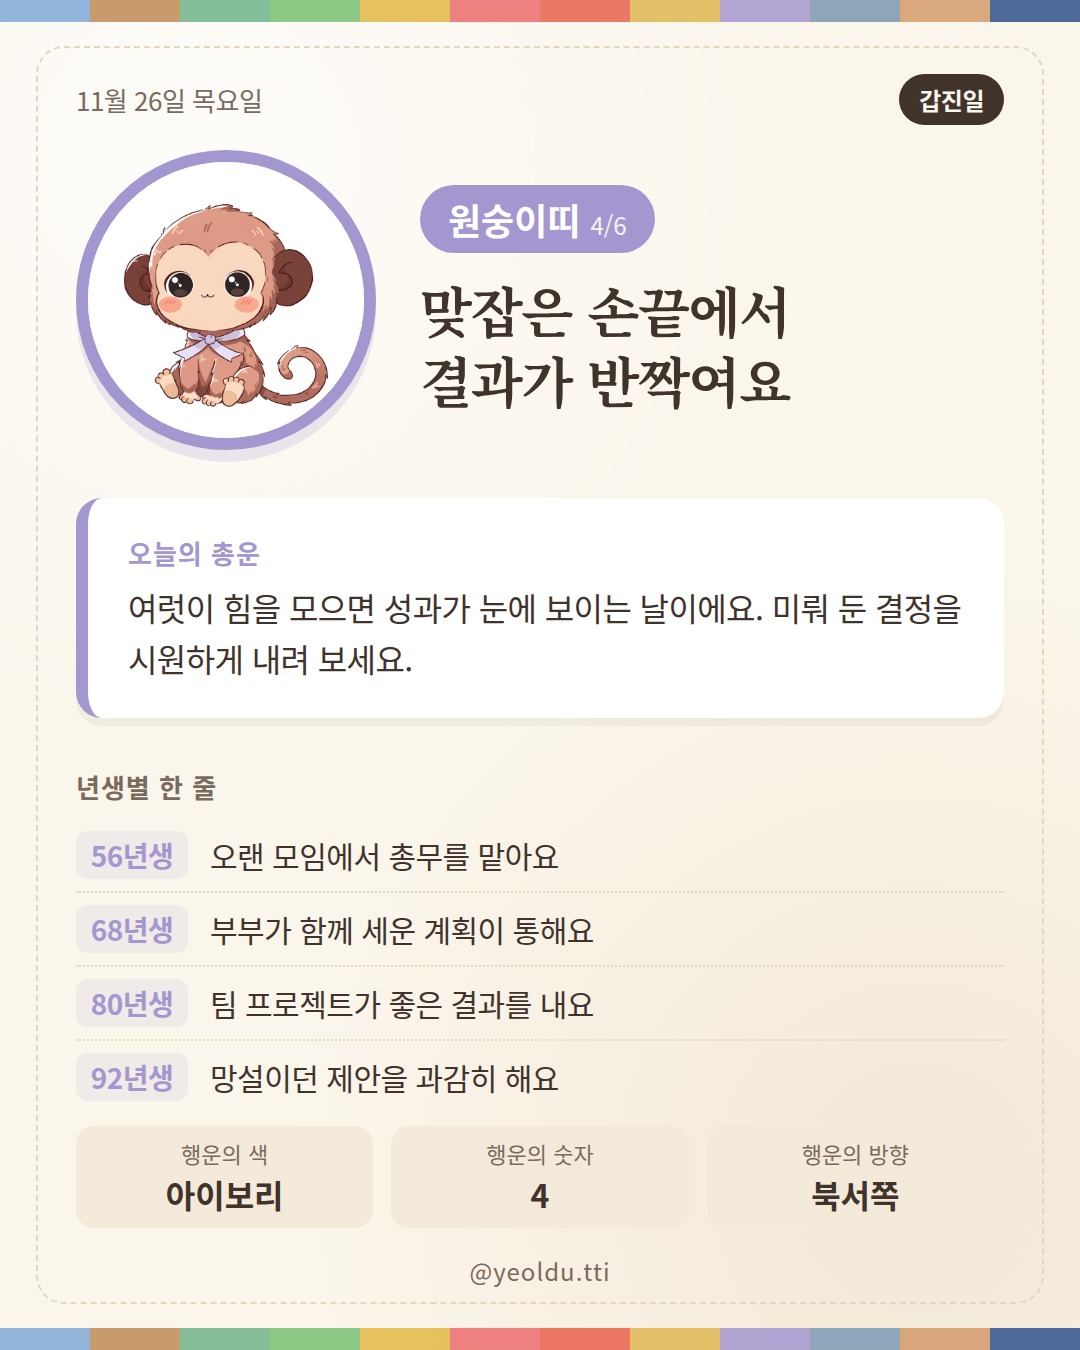 11월 26일 목요일
갑진일
원숭이띠 4/6
맞잡은 손끝에서
결과가 반짝여요
오늘의 총운
여럿이 힘을 모으면 성과가 눈에 보이는 날이에요. 미뤄 둔 결정을
시원하게 내려 보세요.
년생별 한 줄
56년생 오랜 모임에서 총무를 맡아요
68년생 부부가 함께 세운 계획이 통해요
80년생 팀 프로젝트가 좋은 결과를 내요
92년생 망설이던 제안을 과감히 해요
행운의 색
아이보리
행운의 숫자
4
행운의 방향
북서쪽
@yeoldu.tti